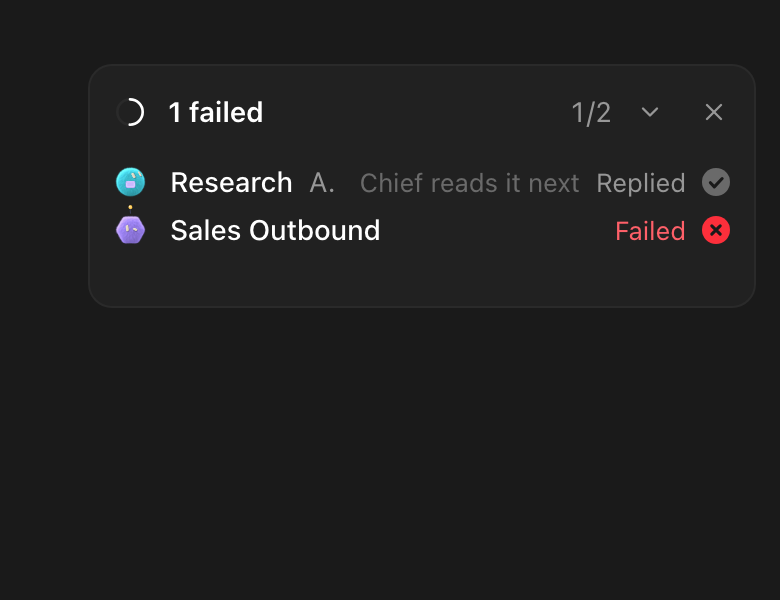 1 failed 1/2
Research A. Chief reads it next Replied
Sales Outbound Failed